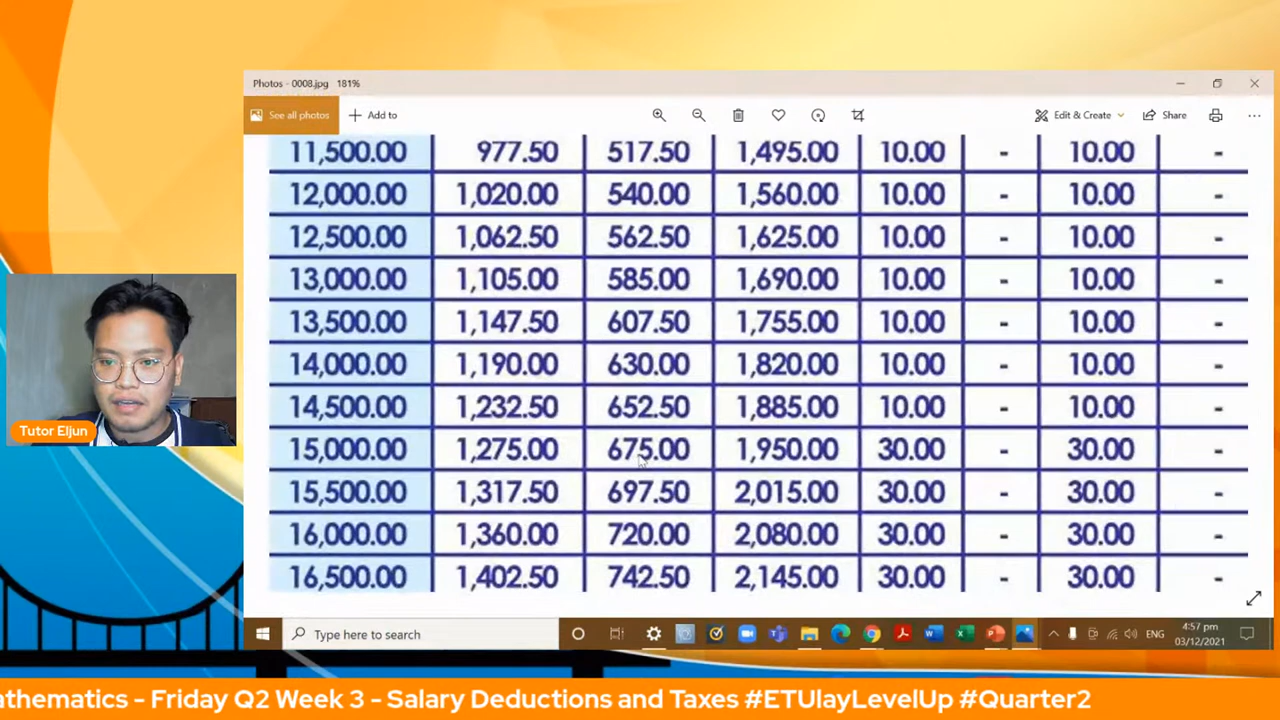 Photos - 0008.jpg 181%
See all photos
Add to
Edit & Create
Share
11,500.00 977.50 517.50 1,495.00 10.00 - 10.00 -
12,000.00 1,020.00 540.00 1,560.00 10.00 - 10.00 -
12,500.00 1,062.50 562.50 1,625.00 10.00 - 10.00 -
13,000.00 1,105.00 585.00 1,690.00 10.00 - 10.00 -
13,500.00 1,147.50 607.50 1,755.00 10.00 - 10.00 -
14,000.00 1,190.00 630.00 1,820.00 10.00 - 10.00 -
14,500.00 1,232.50 652.50 1,885.00 10.00 - 10.00 -
15,000.00 1,275.00 675.00 1,950.00 30.00 - 30.00 -
15,500.00 1,317.50 697.50 2,015.00 30.00 - 30.00 -
16,000.00 1,360.00 720.00 2,080.00 30.00 - 30.00 -
16,500.00 1,402.50 742.50 2,145.00 30.00 - 30.00 -
Tutor Eljun
Type here to search
ENG
4:57 pm
03/12/2021
athematics - Friday Q2 Week 3 - Salary Deductions and Taxes #ETUlayLevelUp #Quarter2